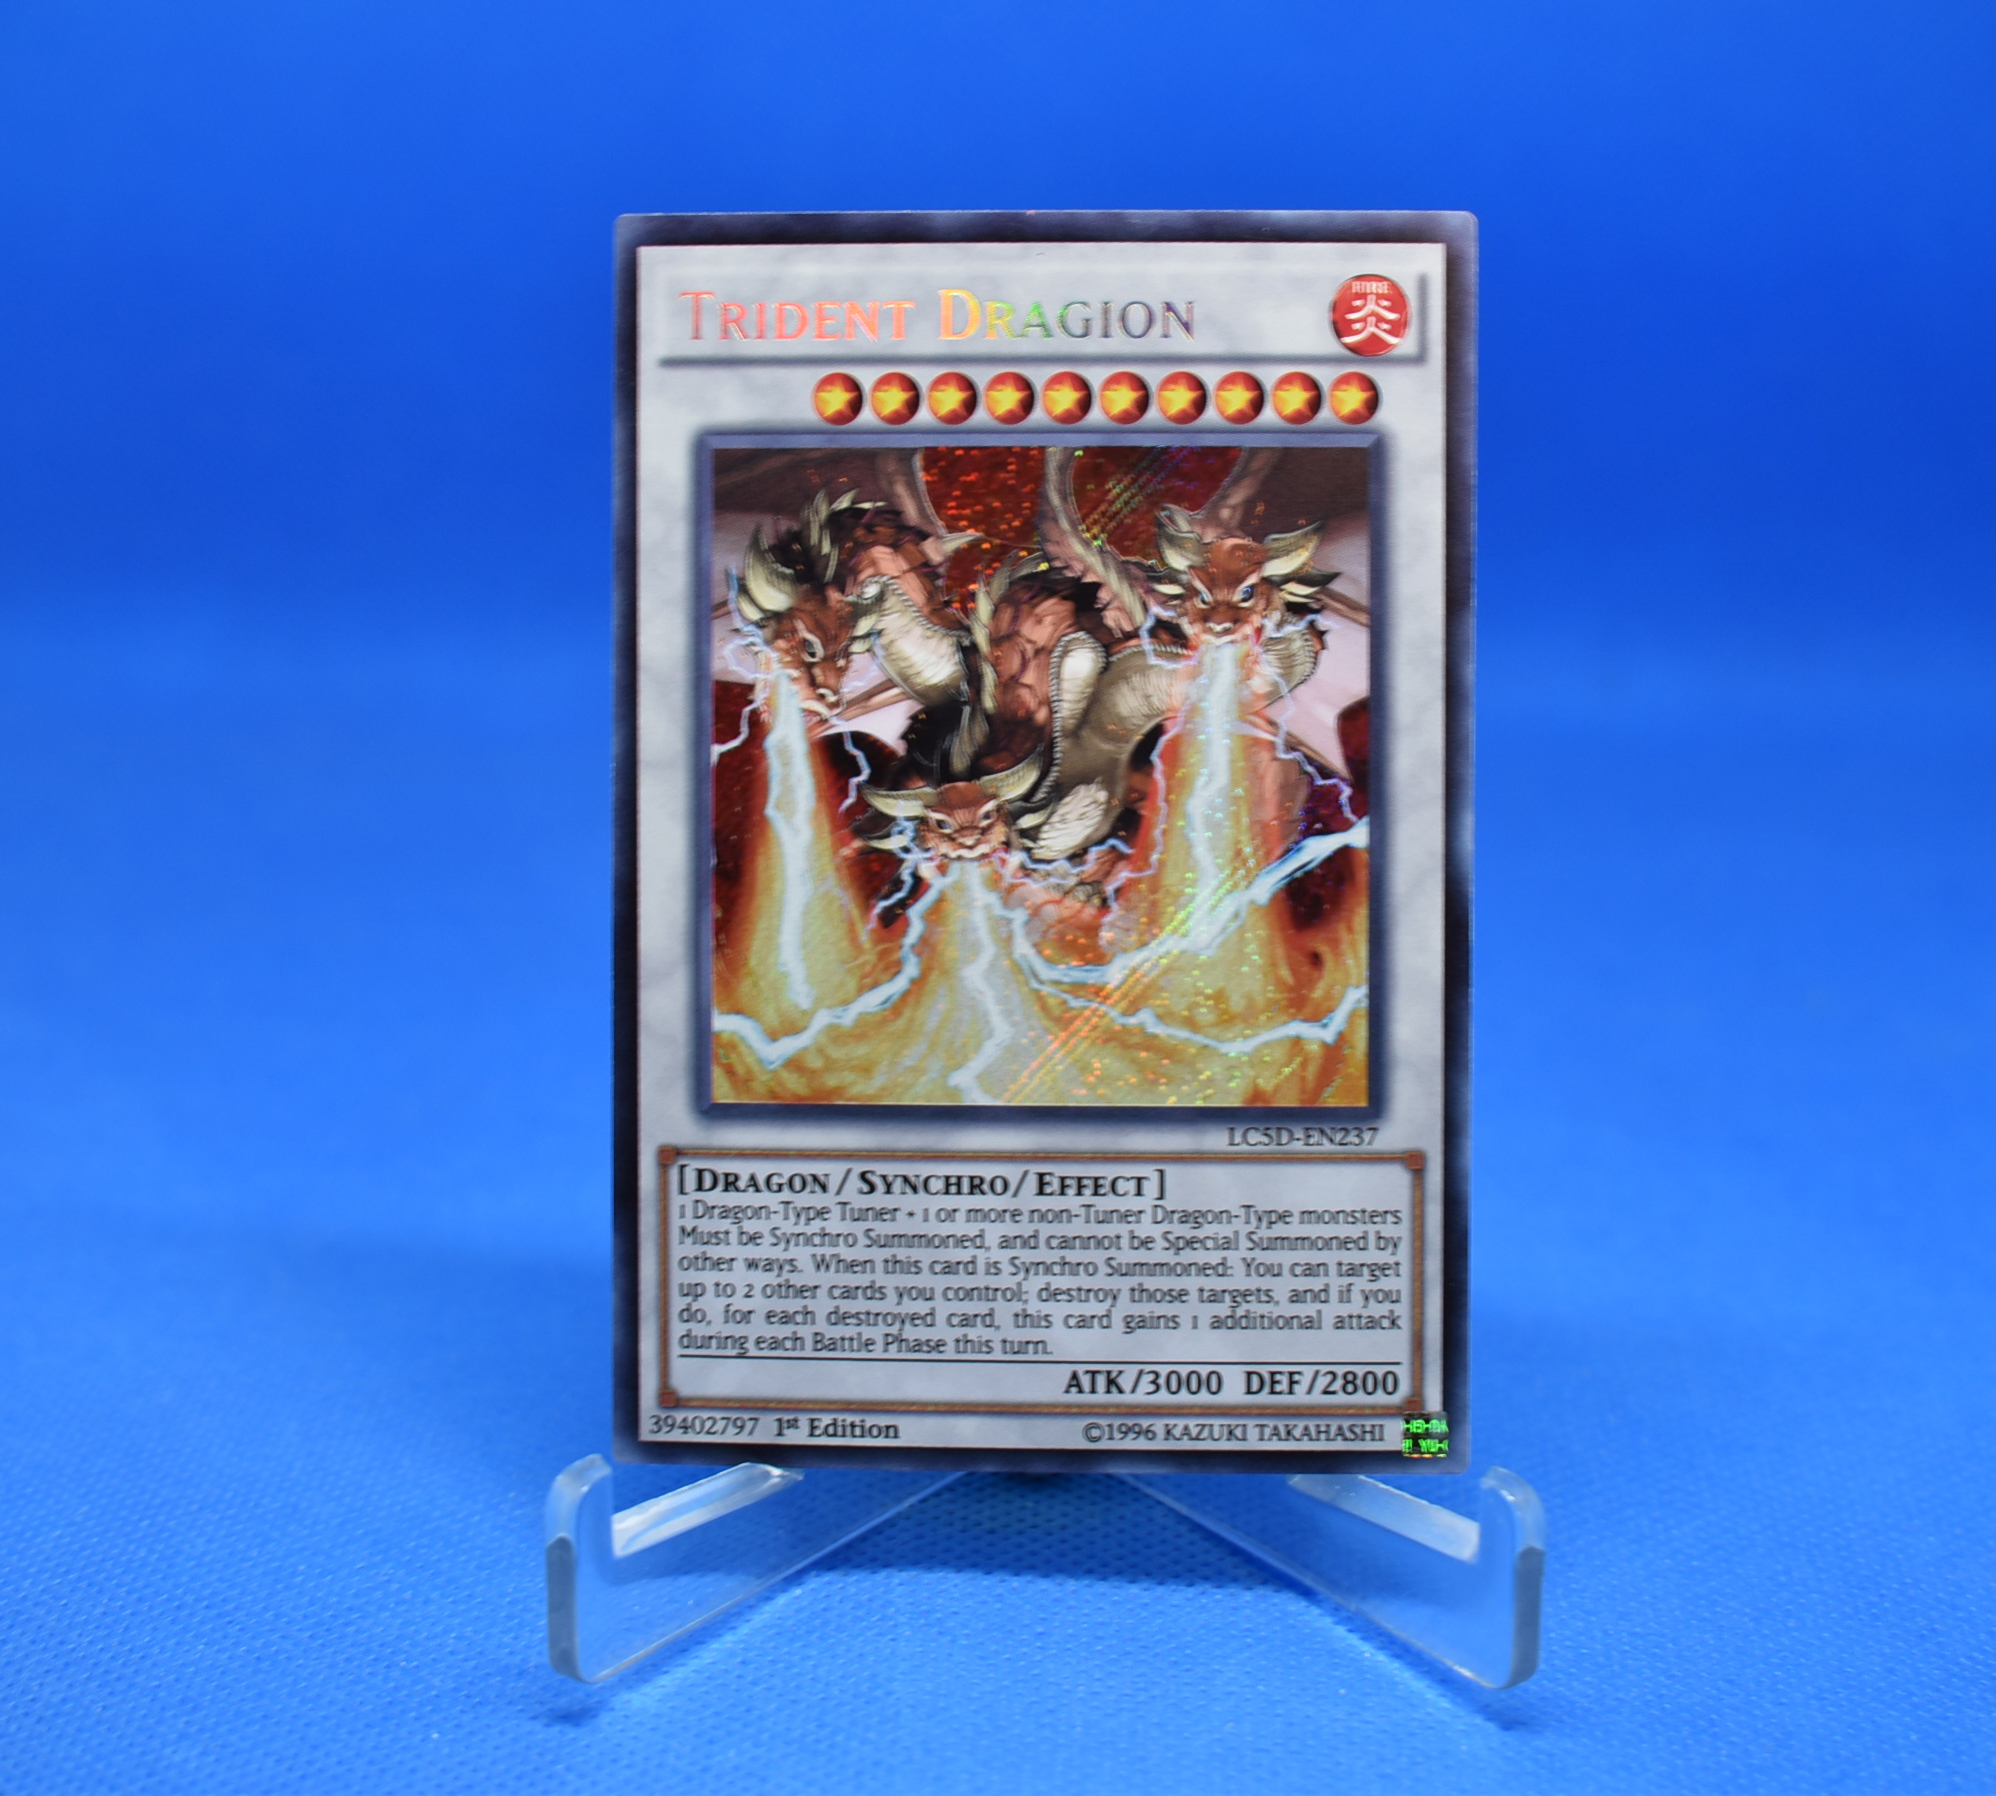 TRIDENT DRAGION
炎
LC5D-EN237
[DRAGON/SYNCHRO/EFFECT]
1 Dragon-Type Tuner + 1 or more non-Tuner Dragon-Type monsters
Must be Synchro Summoned, and cannot be Special Summoned by
other ways. When this card is Synchro Summoned: You can target
up to 2 other cards you control; destroy those targets, and if you
do, for each destroyed card, this card gains 1 additional attack
during each Battle Phase this turn.
ATK/3000 DEF/2800
39402797 1st Edition
©1996 KAZUKI TAKAHASHI